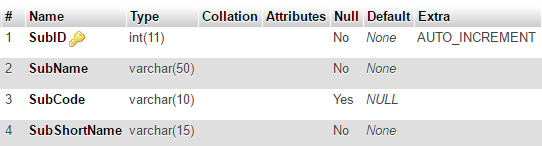 # Name Type Collation Attributes Null Default Extra
1 SubID int(11) No None AUTO_INCREMENT
2 SubName varchar(50) No None
3 SubCode varchar(10) Yes NULL
4 SubShortName varchar(15) No None